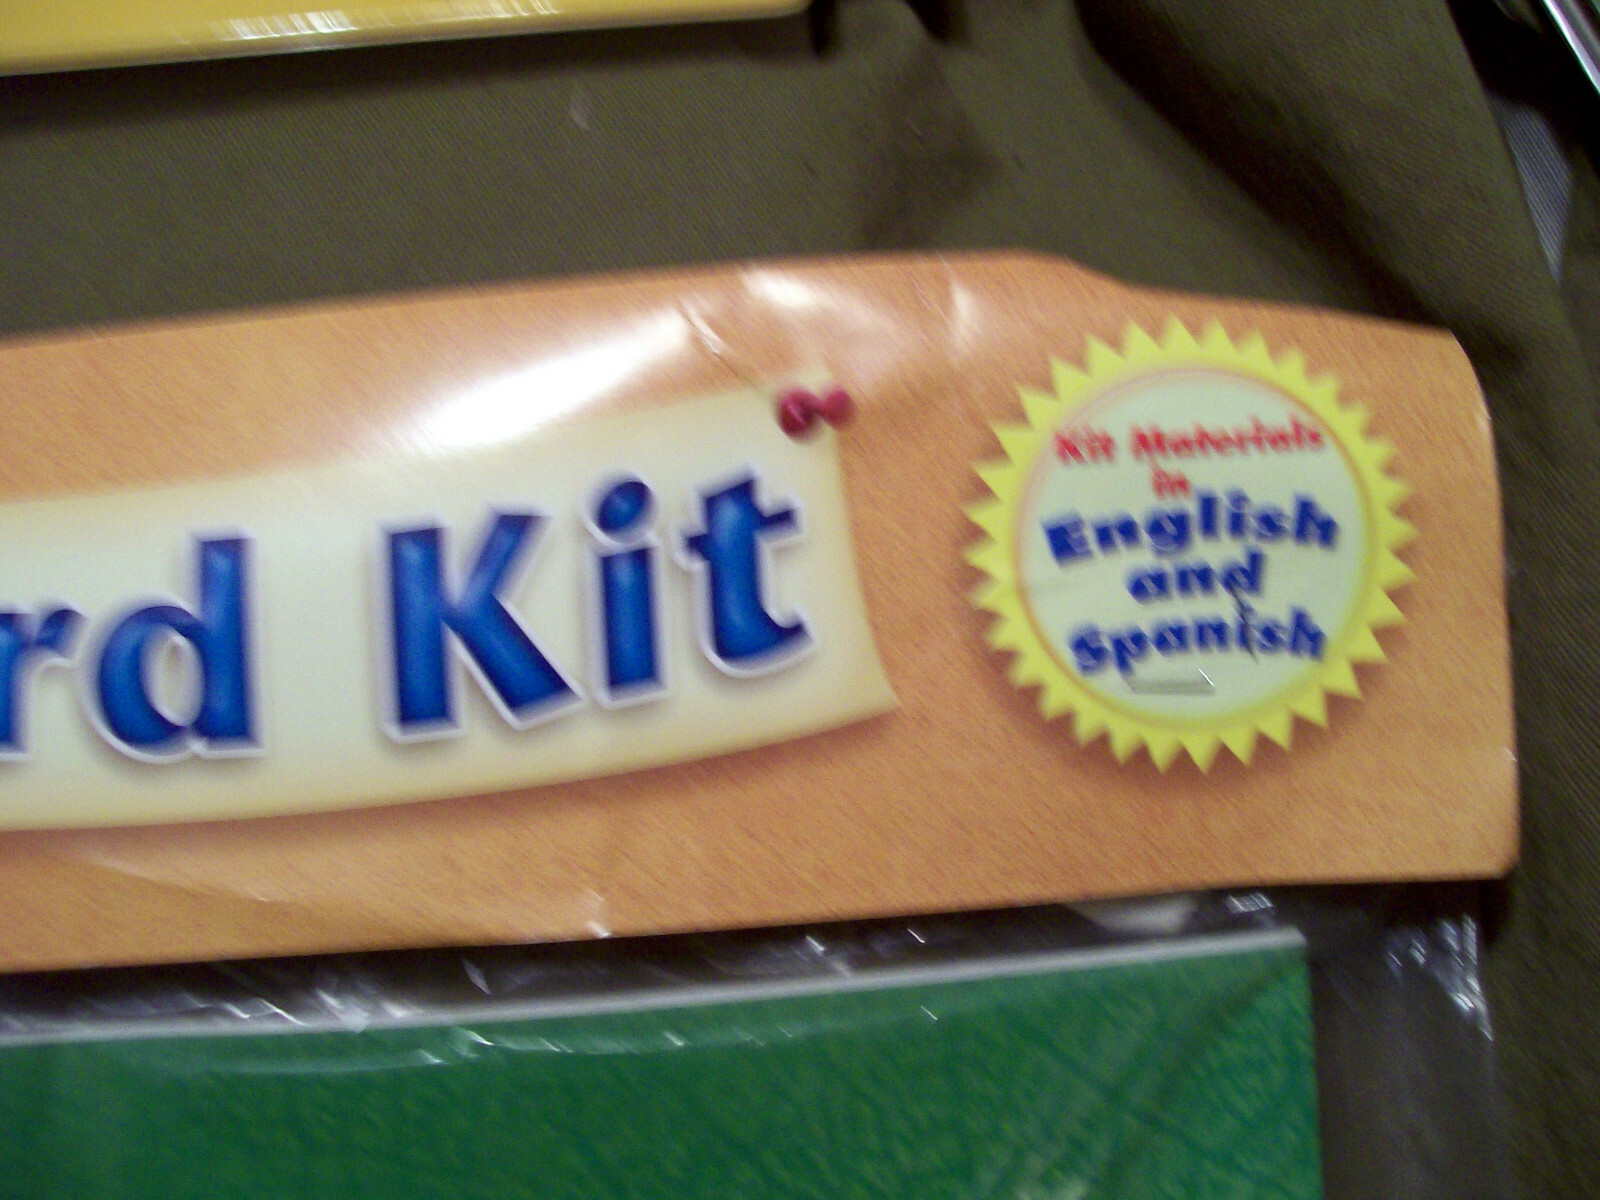 rd Kit
Kit Materials
in
English
and
Spanish